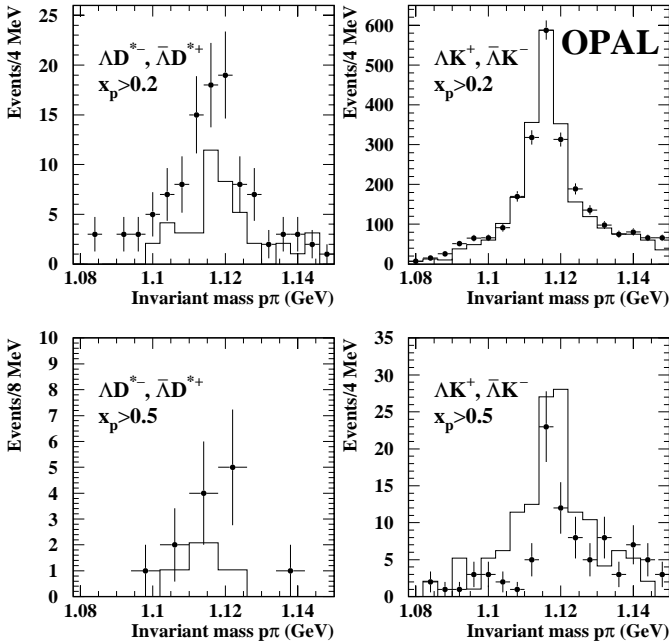 Events/4 MeV
25
20
15
10
5
0
ΛD*-, Λ̄D*+
xp>0.2
1.08 1.1 1.12 1.14
Invariant mass pπ (GeV)
Events/4 MeV
600
500
400
300
200
100
0
ΛK+, Λ̄K-
xp>0.2
OPAL
1.08 1.1 1.12 1.14
Invariant mass pπ (GeV)
Events/8 MeV
10
9
8
7
6
5
4
3
2
1
0
ΛD*-, Λ̄D*+
xp>0.5
1.08 1.1 1.12 1.14
Invariant mass pπ (GeV)
Events/4 MeV
35
30
25
20
15
10
5
0
ΛK+, Λ̄K-
xp>0.5
1.08 1.1 1.12 1.14
Invariant mass pπ (GeV)